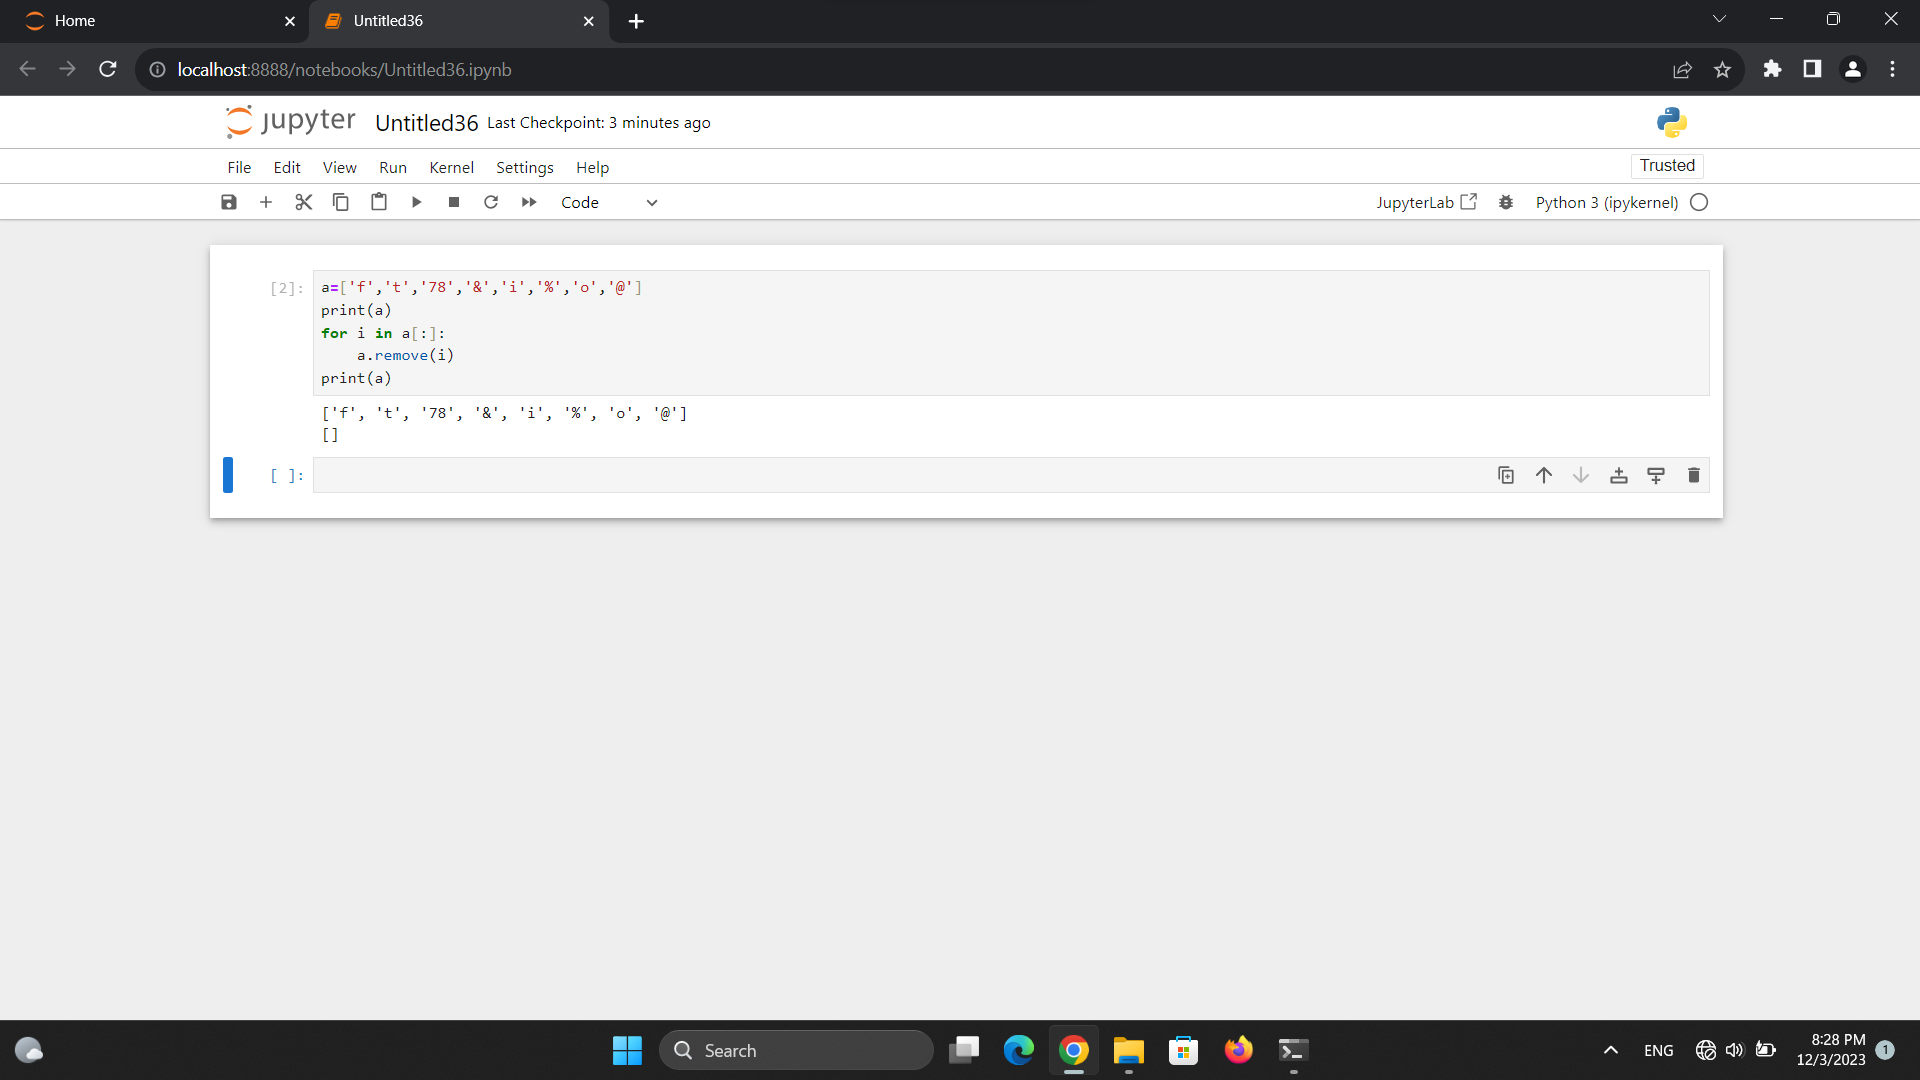 Home
Untitled36
localhost:8888/notebooks/Untitled36.ipynb
jupyter Untitled36 Last Checkpoint: 3 minutes ago
File Edit View Run Kernel Settings Help
Trusted
Code
JupyterLab
Python 3 (ipykernel)
[2]:
a=['f','t','78','&','i','%','o','@']
print(a)
for i in a[:]:
    a.remove(i)
print(a)
['f', 't', '78', '&', 'i', '%', 'o', '@']
[]
[ ]:
Search
ENG
8:28 PM
12/3/2023
1